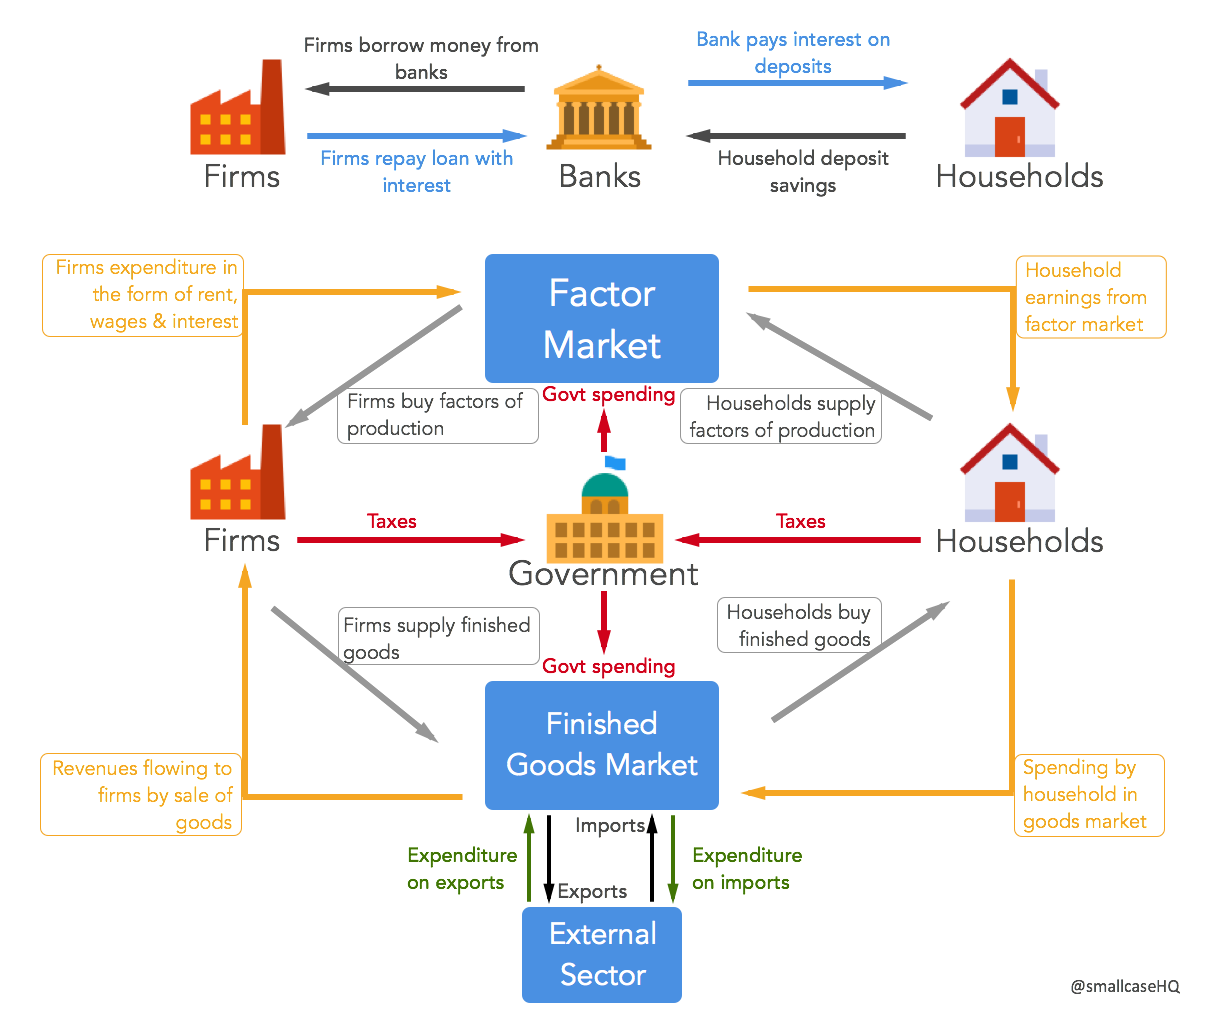 Firms borrow money from
banks
Bank pays interest on
deposits
Firms repay loan with
interest
Household deposit
savings
Firms
Banks
Households
Firms expenditure in
the form of rent,
wages & interest
Factor
Market
Household
earnings from
factor market
Govt spending
Firms buy factors of
production
Households supply
factors of production
Taxes
Taxes
Firms
Government
Households
Firms supply finished
goods
Households buy
finished goods
Govt spending
Finished
Goods Market
Revenues flowing to
firms by sale of
goods
Spending by
household in
goods market
Imports
Expenditure
on exports
Expenditure
on imports
Exports
External
Sector
@smallcaseHQ